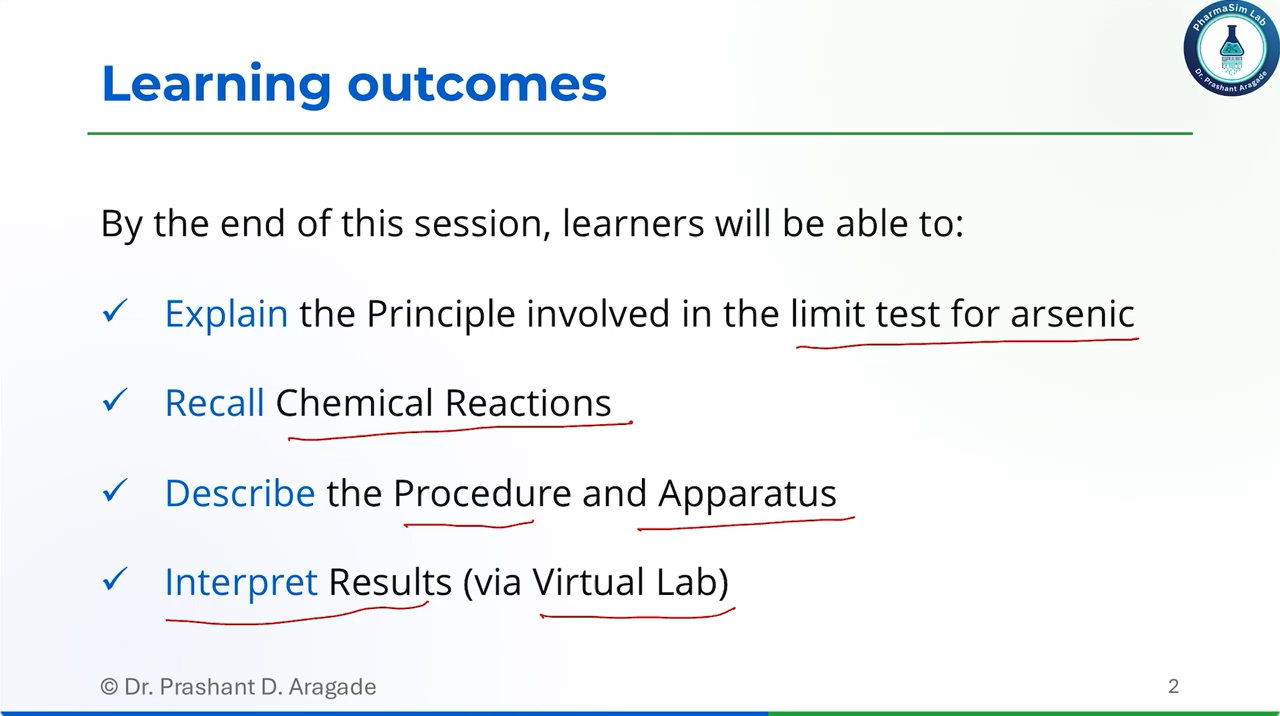 PharmaSim Lab
Dr. Prashant Aragade
Learning outcomes
By the end of this session, learners will be able to:
✓ Explain the Principle involved in the limit test for arsenic
✓ Recall Chemical Reactions
✓ Describe the Procedure and Apparatus
✓ Interpret Results (via Virtual Lab)
© Dr. Prashant D. Aragade
2